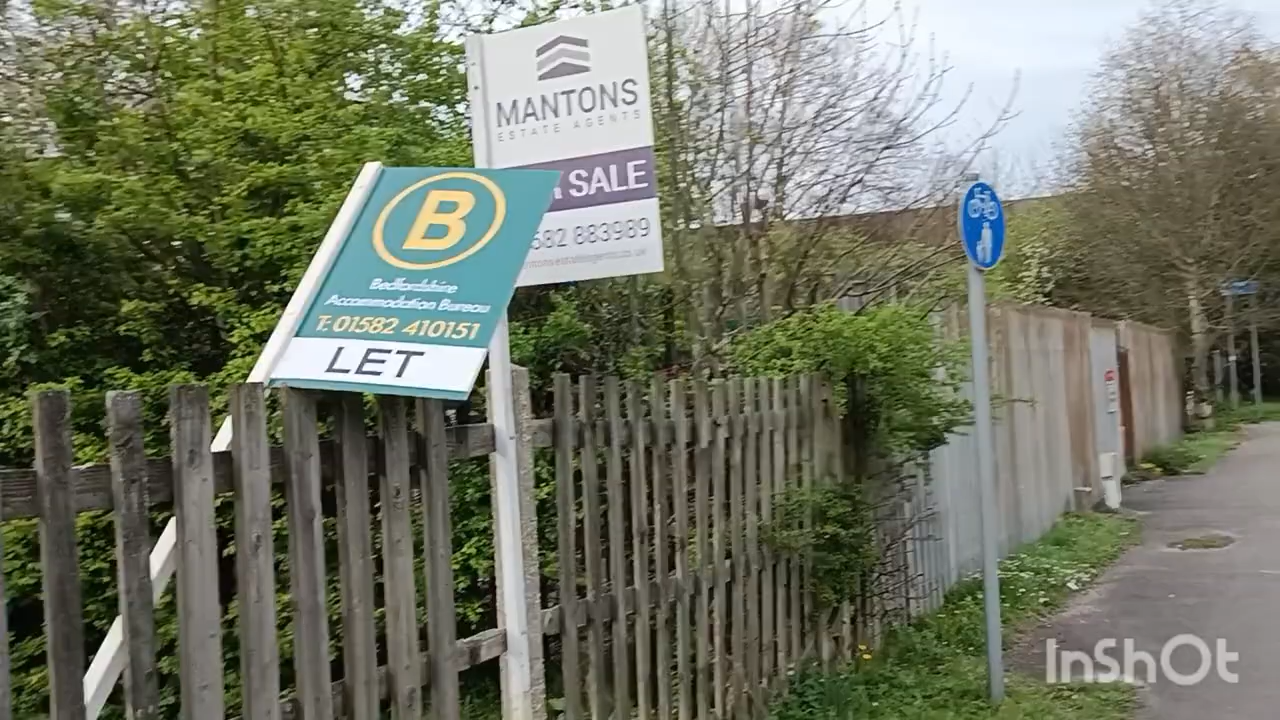 MANTONS
ESTATE AGENTS
SALE
582 883989
B
Bedfordshire
Accommodation Bureau
T: 01582 410151
LET
InShOt